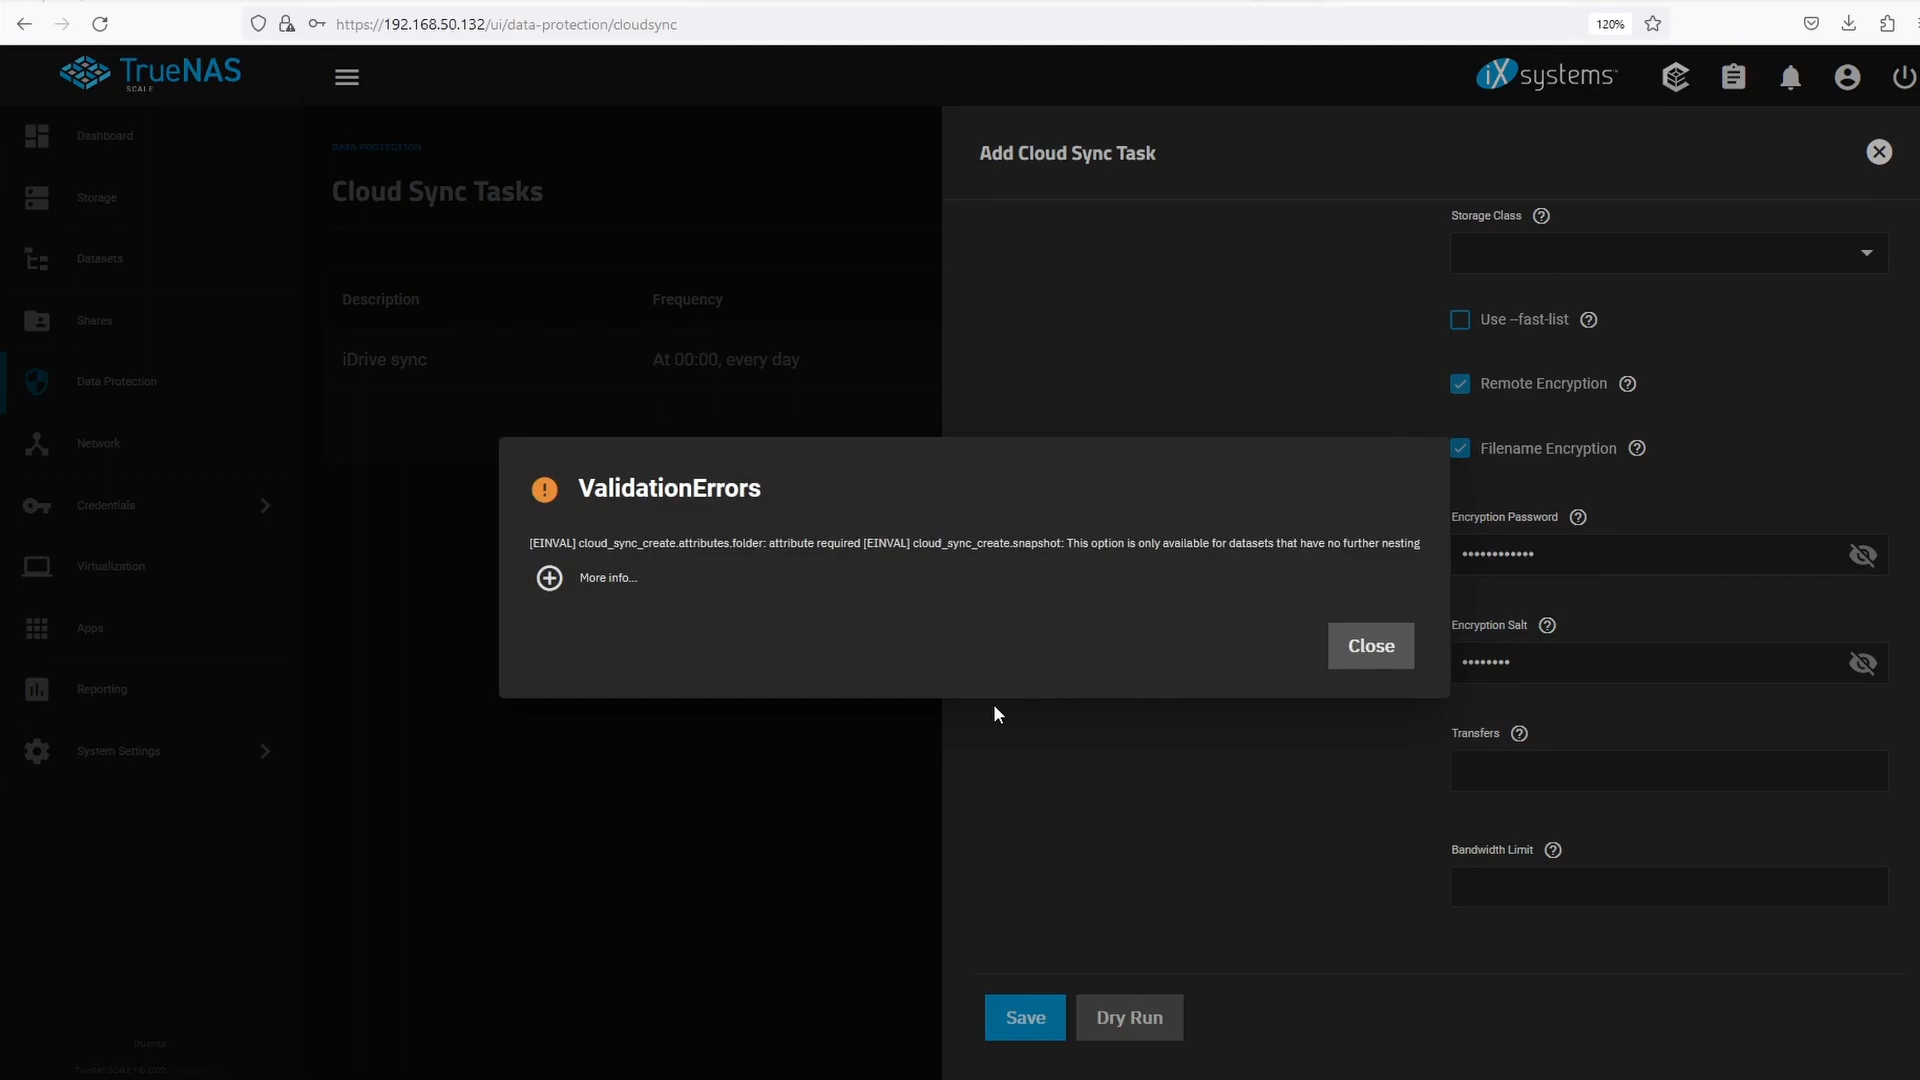 https://192.168.50.132/ui/data-protection/cloudsync
120%
TrueNAS
SCALE
iX systems
Dashboard
Storage
Datasets
Shares
Data Protection
Network
Credentials
Virtualization
Apps
Reporting
System Settings
truenas
TrueNAS SCALE ® © 2022
DATA PROTECTION
Cloud Sync Tasks
Description
Frequency
iDrive sync
At 00:00, every day
Add Cloud Sync Task
Storage Class
Use --fast-list
Remote Encryption
Filename Encryption
Encryption Password
••••••••••••
Encryption Salt
••••••••
Transfers
Bandwidth Limit
Save
Dry Run
ValidationErrors
[EINVAL] cloud_sync_create.attributes.folder: attribute required [EINVAL] cloud_sync_create.snapshot: This option is only available for datasets that have no further nesting
More info...
Close